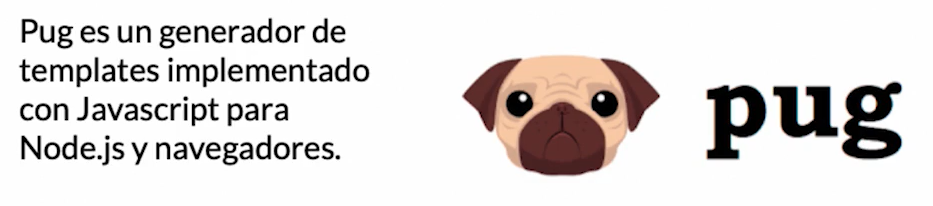 Pug es un generador de
templates implementado
con Javascript para
Node.js y navegadores.
pug